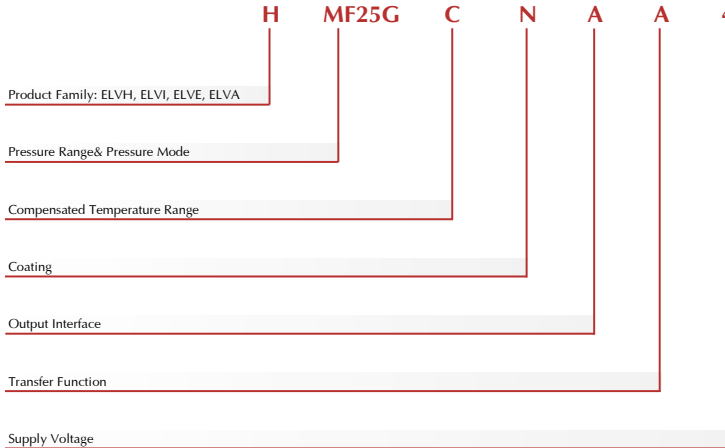 H MF25G C N A A
Product Family: ELVH, ELVI, ELVE, ELVA
Pressure Range& Pressure Mode
Compensated Temperature Range
Coating
Output Interface
Transfer Function
Supply Voltage